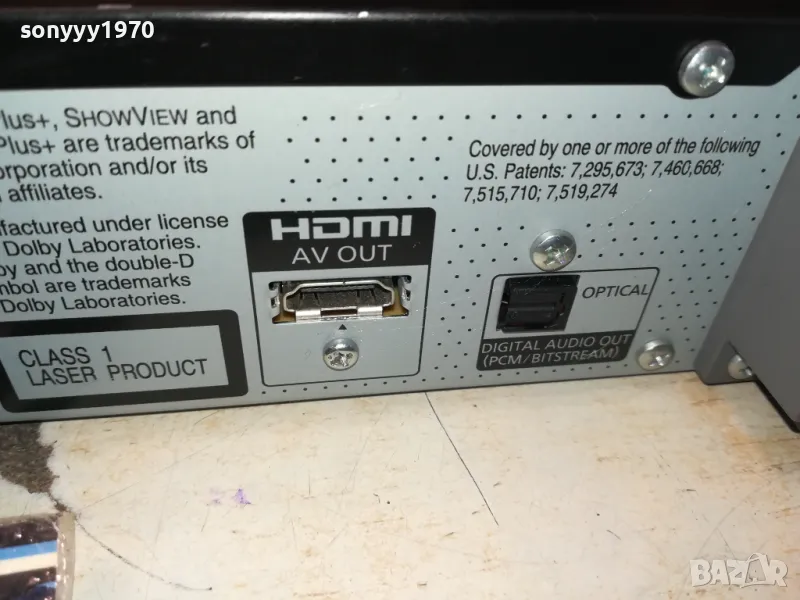 sonyyy1970
Plus+, SHOWVIEW and
Plus+ are trademarks of
orporation and/or its
affiliates.
factured under license
Dolby Laboratories.
by and the double-D
mbol are trademarks
Dolby Laboratories.
CLASS 1
LASER PRODUCT
HDMI
AV OUT
Covered by one or more of the following
U.S. Patents: 7,295,673; 7,460,668;
7,515,710; 7,519,274
OPTICAL
DIGITAL AUDIO OUT
(PCM/BITSTREAM)
BAZAR